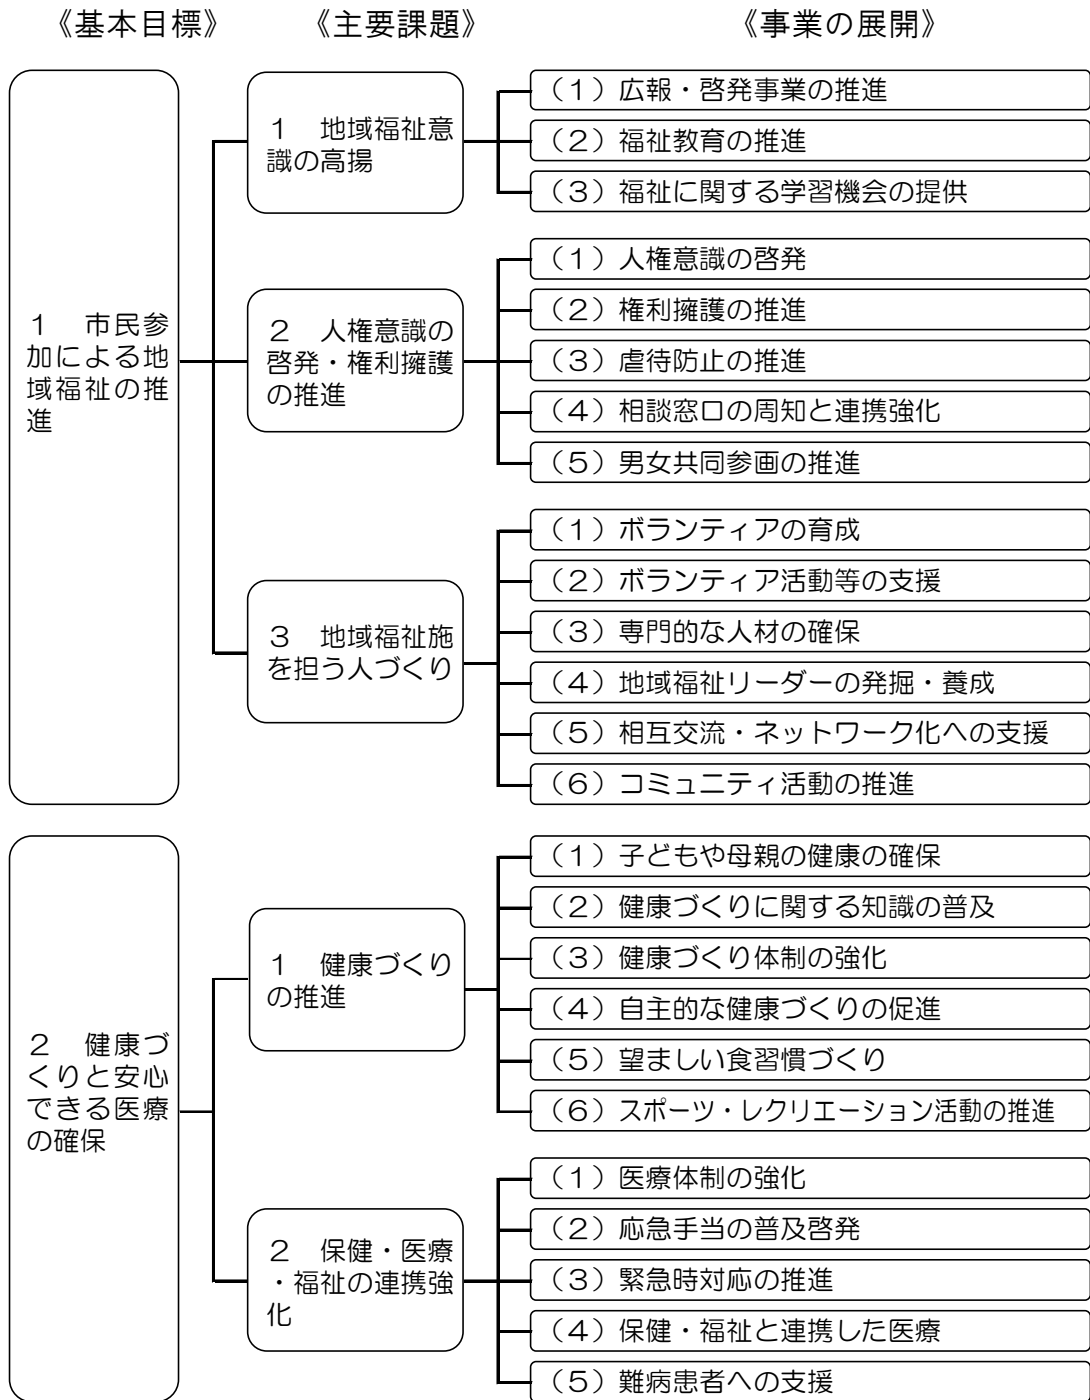 《基本目標》 《主要課題》 《事業の展開》
1 市民参
加による地
域福祉の推
進
1 地域福祉意
識の高揚
(1)広報・啓発事業の推進
(2)福祉教育の推進
(3)福祉に関する学習機会の提供
2 人権意識の
啓発・権利擁護
の推進
(1)人権意識の啓発
(2)権利擁護の推進
(3)虐待防止の推進
(4)相談窓口の周知と連携強化
(5)男女共同参画の推進
3 地域福祉施
を担う人づくり
(1)ボランティアの育成
(2)ボランティア活動等の支援
(3)専門的な人材の確保
(4)地域福祉リーダーの発掘・養成
(5)相互交流・ネットワーク化への支援
(6)コミュニティ活動の推進
2 健康づ
くりと安心
できる医療
の確保
1 健康づくり
の推進
(1)子どもや母親の健康の確保
(2)健康づくりに関する知識の普及
(3)健康づくり体制の強化
(4)自主的な健康づくりの促進
(5)望ましい食習慣づくり
(6)スポーツ・レクリエーション活動の推進
2 保健・医療
・福祉の連携強
化
(1)医療体制の強化
(2)応急手当の普及啓発
(3)緊急時対応の推進
(4)保健・福祉と連携した医療
(5)難病患者への支援